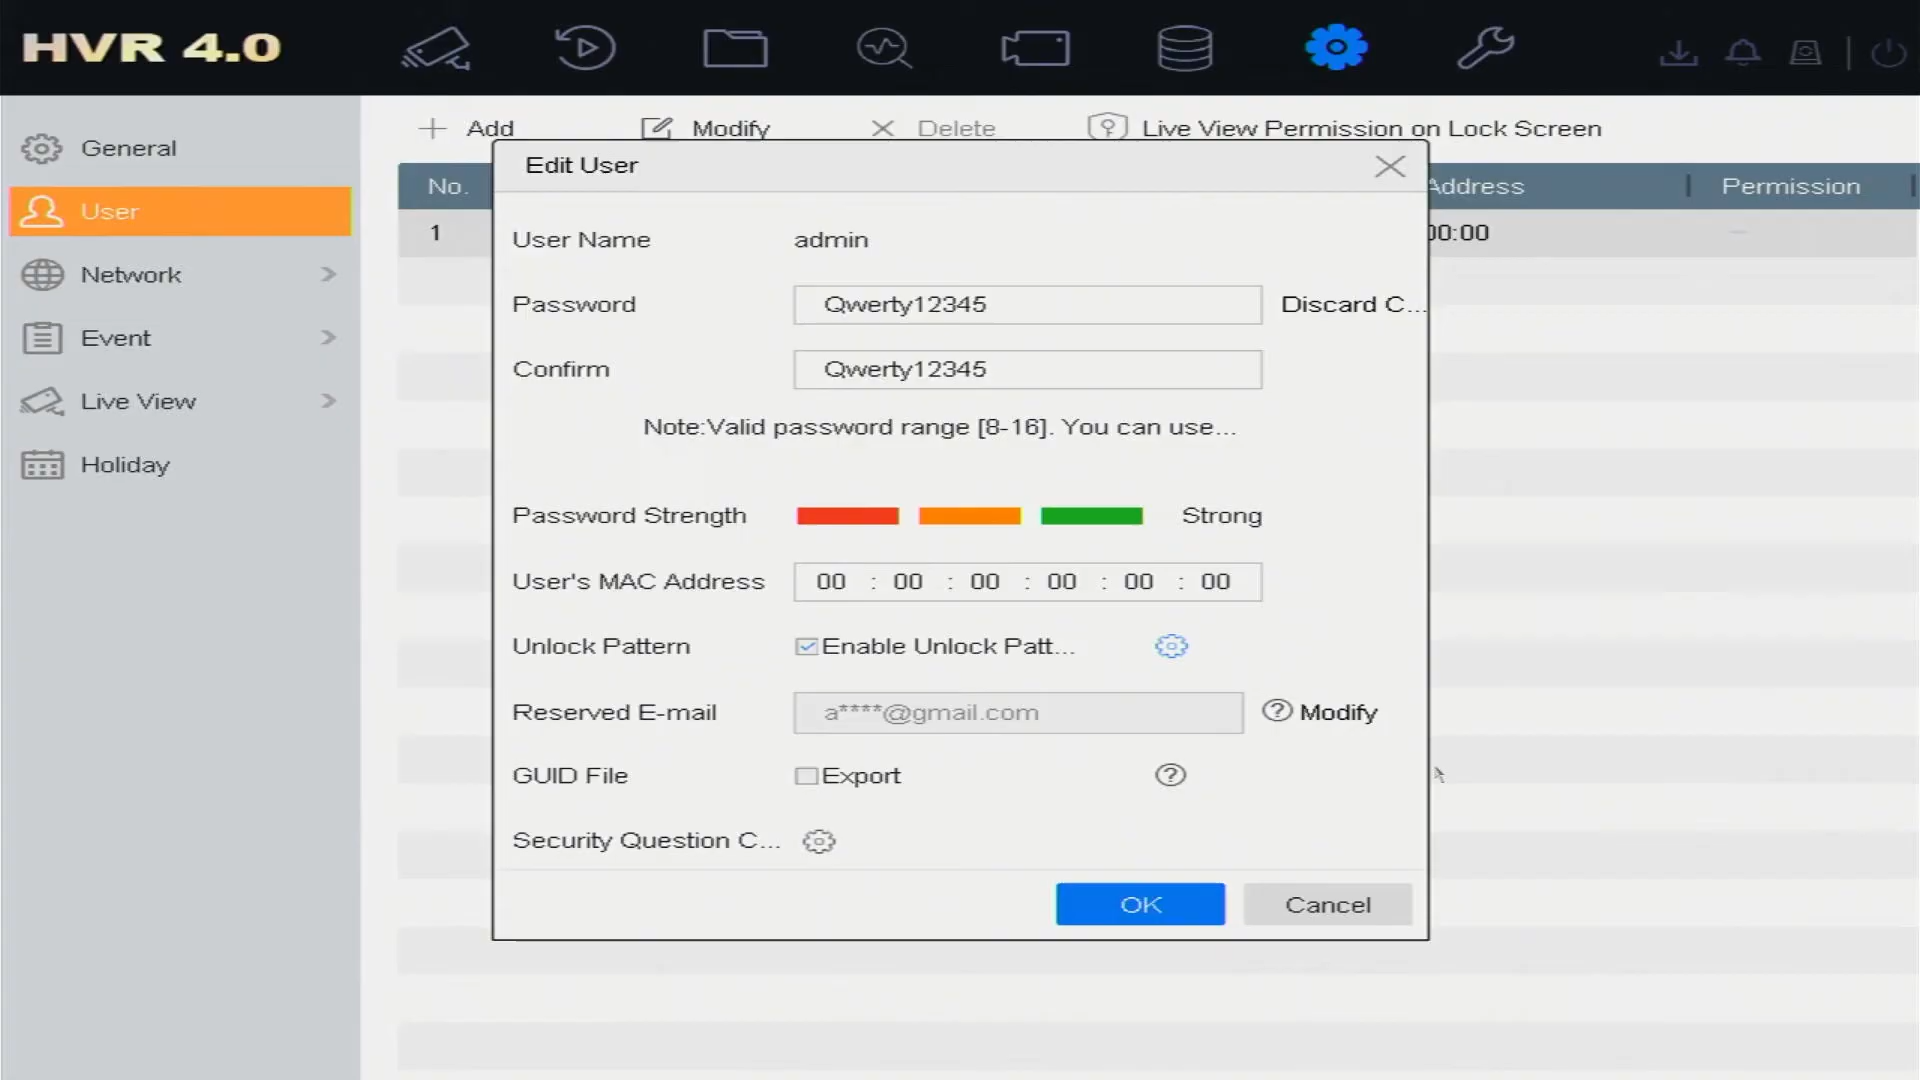 HVR 4.0
General
User
Network
Event
Live View
Holiday
Add Modify Delete Live View Permission on Lock Screen
No. Address Permission
1 00:00
Edit User
User Name admin
Password Qwerty12345 Discard C...
Confirm Qwerty12345
Note:Valid password range [8-16]. You can use...
Password Strength Strong
User's MAC Address 00 : 00 : 00 : 00 : 00 : 00
Unlock Pattern Enable Unlock Patt...
Reserved E-mail a****@gmail.com Modify
GUID File Export
Security Question C...
OK Cancel